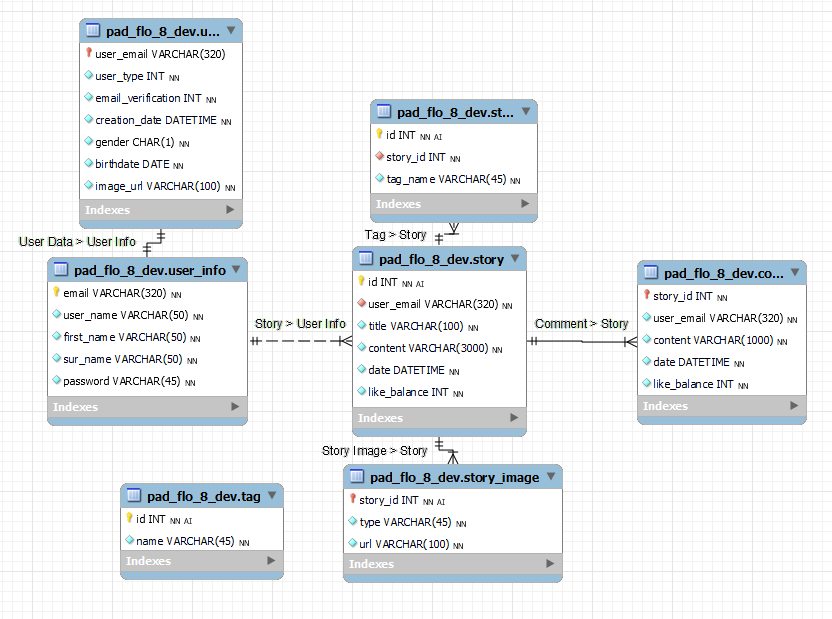 pad_flo_8_dev.u...
user_email VARCHAR(320)
user_type INT NN
email_verification INT NN
creation_date DATETIME NN
gender CHAR(1) NN
birthdate DATE NN
image_url VARCHAR(100) NN
Indexes
User Data > User Info
pad_flo_8_dev.user_info
email VARCHAR(320) NN
user_name VARCHAR(50) NN
first_name VARCHAR(50) NN
sur_name VARCHAR(50) NN
password VARCHAR(45) NN
Indexes
pad_flo_8_dev.st...
id INT NN AI
story_id INT NN
tag_name VARCHAR(45) NN
Indexes
Tag > Story
Story > User Info
pad_flo_8_dev.story
id INT NN AI
user_email VARCHAR(320) NN
title VARCHAR(100) NN
content VARCHAR(3000) NN
date DATETIME NN
like_balance INT NN
Indexes
Comment > Story
pad_flo_8_dev.co...
story_id INT NN
user_email VARCHAR(320) NN
content VARCHAR(1000) NN
date DATETIME NN
like_balance INT NN
Indexes
Story Image > Story
pad_flo_8_dev.story_image
story_id INT NN AI
type VARCHAR(45) NN
url VARCHAR(100) NN
Indexes
pad_flo_8_dev.tag
id INT NN AI
name VARCHAR(45) NN
Indexes